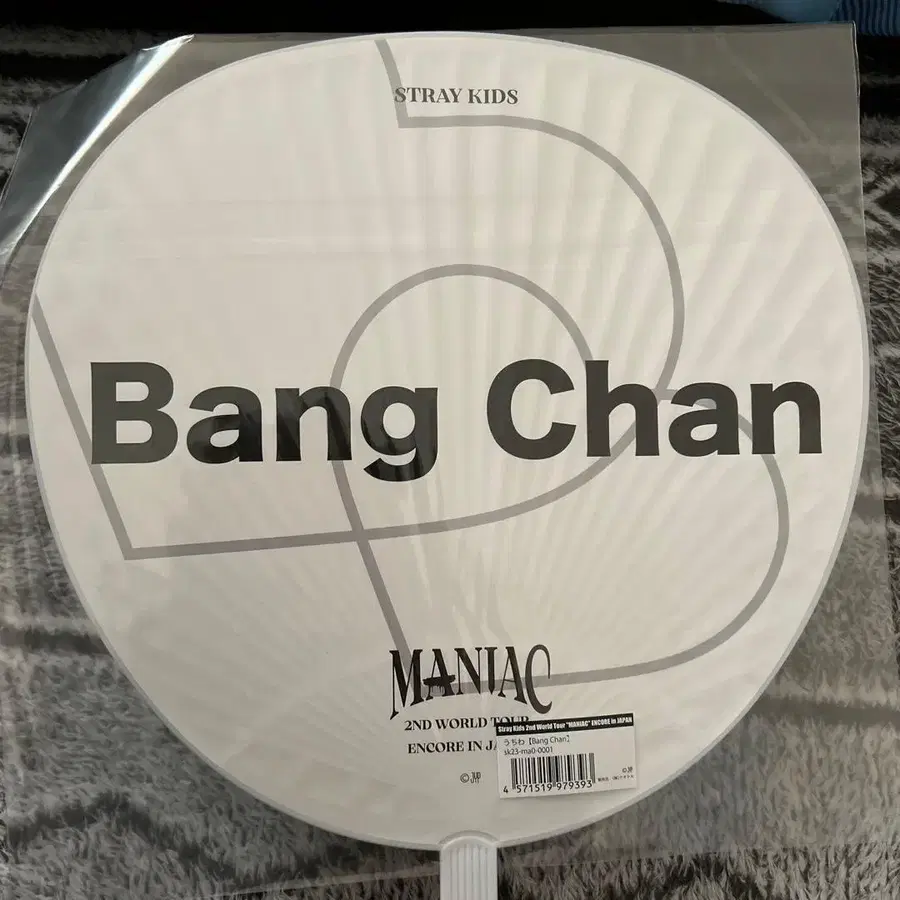 STRAY KIDS
Bang Chan
MANIAC
2ND WORLD TOUR
ENCORE IN JA
Stray Kids 2nd World Tour "MANIAC" ENCORE in JAPAN
うちわ【Bang Chan】
sk23-ma0-0001
©JP
4 571519 979393